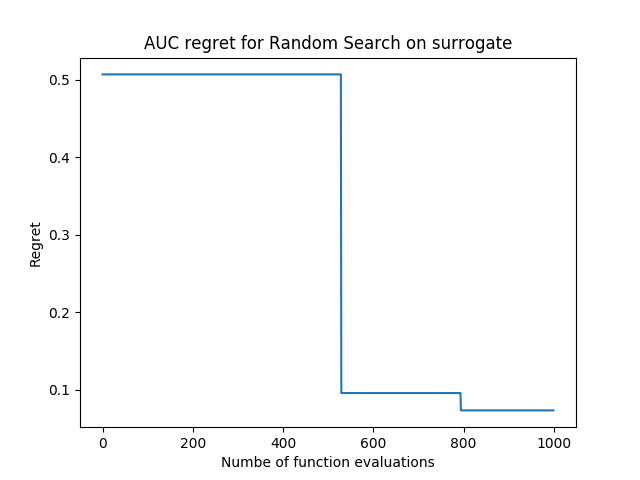 AUC regret for Random Search on surrogate
0.5
0.4
0.3
0.2
0.1
Regret
0 200 400 600 800 1000
Numbe of function evaluations